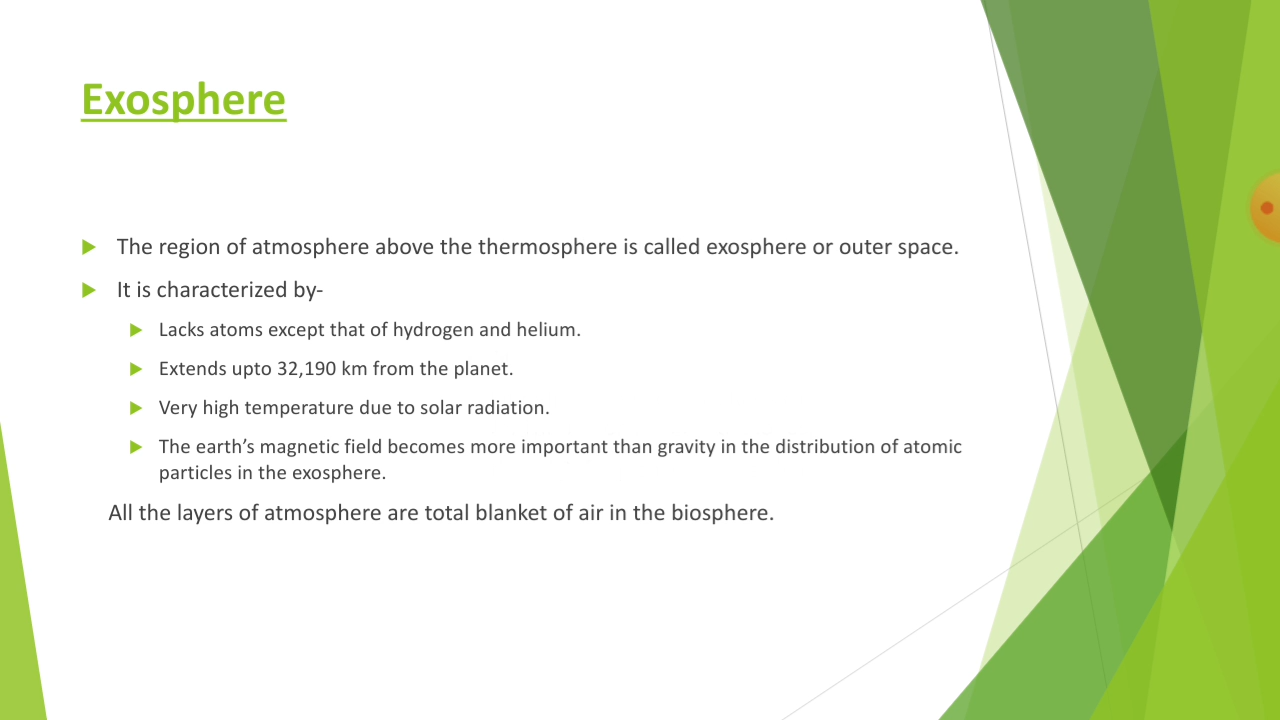 Exosphere
The region of atmosphere above the thermosphere is called exosphere or outer space.
It is characterized by-
Lacks atoms except that of hydrogen and helium.
Extends upto 32,190 km from the planet.
Very high temperature due to solar radiation.
The earth’s magnetic field becomes more important than gravity in the distribution of atomic
particles in the exosphere.
All the layers of atmosphere are total blanket of air in the biosphere.